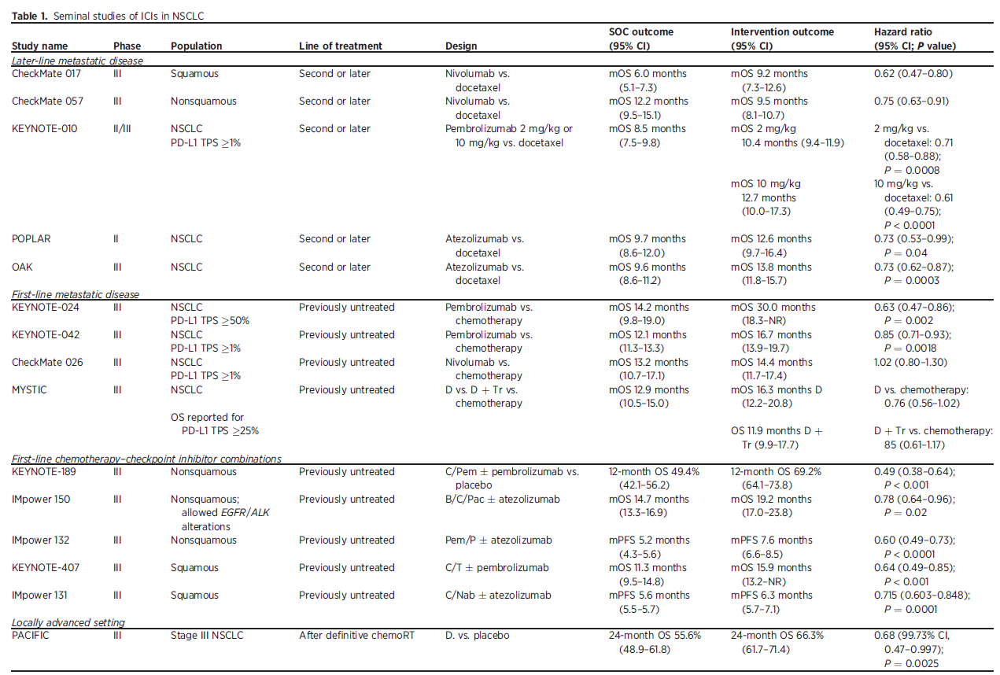 Table 1. Seminal studies of ICIs in NSCLC
SOC outcome Intervention outcome Hazard ratio
Study name Phase Population Line of treatment Design (95% CI) (95% CI) (95% CI; P value)
Later-line metastatic disease
CheckMate 017 III Squamous Second or later Nivolumab vs. mOS 6.0 months mOS 9.2 months 0.62 (0.47–0.80)
docetaxel (5.1–7.3) (7.3–12.6)
CheckMate 057 III Nonsquamous Second or later Nivolumab vs. mOS 12.2 months mOS 9.5 months 0.75 (0.63–0.91)
docetaxel (9.5–15.1) (8.1–10.7)
KEYNOTE-010 II/III NSCLC Second or later Pembrolizumab 2 mg/kg or mOS 8.5 months mOS 2 mg/kg 2 mg/kg vs.
PD-L1 TPS ≥1% 10 mg/kg vs. docetaxel (7.5–9.8) 10.4 months (9.4–11.9) docetaxel: 0.71
(0.58–0.88);
P = 0.0008
mOS 10 mg/kg 10 mg/kg vs.
12.7 months docetaxel: 0.61
(10.0–17.3) (0.49–0.75);
P < 0.0001
POPLAR II NSCLC Second or later Atezolizumab vs. mOS 9.7 months mOS 12.6 months 0.73 (0.53–0.99);
docetaxel (8.6–12.0) (9.7–16.4) P = 0.04
OAK III NSCLC Second or later Atezolizumab vs. mOS 9.6 months mOS 13.8 months 0.73 (0.62–0.87);
docetaxel (8.6–11.2) (11.8–15.7) P = 0.0003
First-line metastatic disease
KEYNOTE-024 III NSCLC Previously untreated Pembrolizumab vs. mOS 14.2 months mOS 30.0 months 0.63 (0.47–0.86);
PD-L1 TPS ≥50% chemotherapy (9.8–19.0) (18.3–NR) P = 0.002
KEYNOTE-042 III NSCLC Previously untreated Pembrolizumab vs. mOS 12.1 months mOS 16.7 months 0.85 (0.71–0.93);
PD-L1 TPS ≥1% chemotherapy (11.3–13.3) (13.9–19.7) P = 0.0018
CheckMate 026 III NSCLC Previously untreated Nivolumab vs. mOS 13.2 months mOS 14.4 months 1.02 (0.80–1.30)
PD-L1 TPS ≥1% chemotherapy (10.7–17.1) (11.7–17.4)
MYSTIC III NSCLC Previously untreated D vs. D + Tr vs. mOS 12.9 months mOS 16.3 months D D vs. chemotherapy:
chemotherapy (10.5–15.0) (12.2–20.8) 0.76 (0.56–1.02)
OS reported for OS 11.9 months D + D + Tr vs. chemotherapy:
PD-L1 TPS ≥25% Tr (9.9–17.7) 85 (0.61–1.17)
First-line chemotherapy–checkpoint inhibitor combinations
KEYNOTE-189 III Nonsquamous Previously untreated C/Pem ± pembrolizumab vs. 12-month OS 49.4% 12-month OS 69.2% 0.49 (0.38–0.64);
placebo (42.1–56.2) (64.1–73.8) P < 0.001
IMpower 150 III Nonsquamous; Previously untreated B/C/Pac ± atezolizumab mOS 14.7 months mOS 19.2 months 0.78 (0.64–0.96);
allowed EGFR/ALK (13.3–16.9) (17.0–23.8) P = 0.02
alterations
IMpower 132 III Nonsquamous Previously untreated Pem/P ± atezolizumab mPFS 5.2 months mPFS 7.6 months 0.60 (0.49–0.73);
(4.3–5.6) (6.6–8.5) P < 0.0001
KEYNOTE-407 III Squamous Previously untreated C/T ± pembrolizumab mOS 11.3 months mOS 15.9 months 0.64 (0.49–0.85);
(9.5–14.8) (13.2–NR) P < 0.001
IMpower 131 III Squamous Previously untreated C/Nab ± atezolizumab mPFS 5.6 months mPFS 6.3 months 0.715 (0.603–0.848);
(5.5–5.7) (5.7–7.1) P = 0.0001
Locally advanced setting
PACIFIC III Stage III NSCLC After definitive chemoRT D. vs. placebo 24-month OS 55.6% 24-month OS 66.3% 0.68 (99.73% CI,
(48.9–61.8) (61.7–71.4) 0.47–0.997);
P = 0.0025